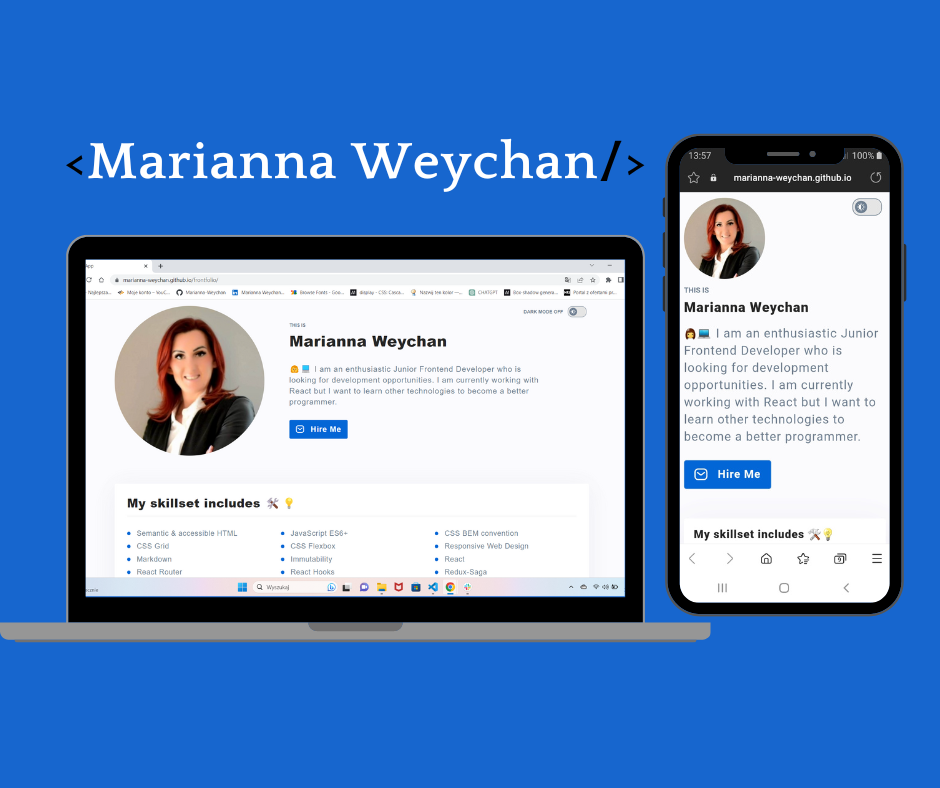 <Marianna Weychan/>
App
marianna-weychan.github.io/frontfolio/
Najlepsza...
Moje konto – YouC...
Marianna-Weychan
Marianna Weychan...
Browse Fonts - Goo...
display - CSS: Casca...
Nazwij ten kolor —...
CHATGPT
Box-shadow generat...
DARK MODE OFF
THIS IS
Marianna Weychan
I am an enthusiastic Junior Frontend Developer who is
looking for development opportunities. I am currently working with
React but I want to learn other technologies to become a better
programmer.
Hire Me
My skillset includes 🛠️💡
Semantic & accessible HTML
CSS Grid
Markdown
React Router
JavaScript ES6+
CSS Flexbox
Immutability
React Hooks
CSS BEM convention
Responsive Web Design
React
Redux-Saga
Wyszukaj
13:57
100%
marianna-weychan.github.io
THIS IS
Marianna Weychan
👩💻 I am an enthusiastic Junior
Frontend Developer who is
looking for development
opportunities. I am currently
working with React but I want to
learn other technologies to
become a better programmer.
Hire Me
My skillset includes 🛠️💡